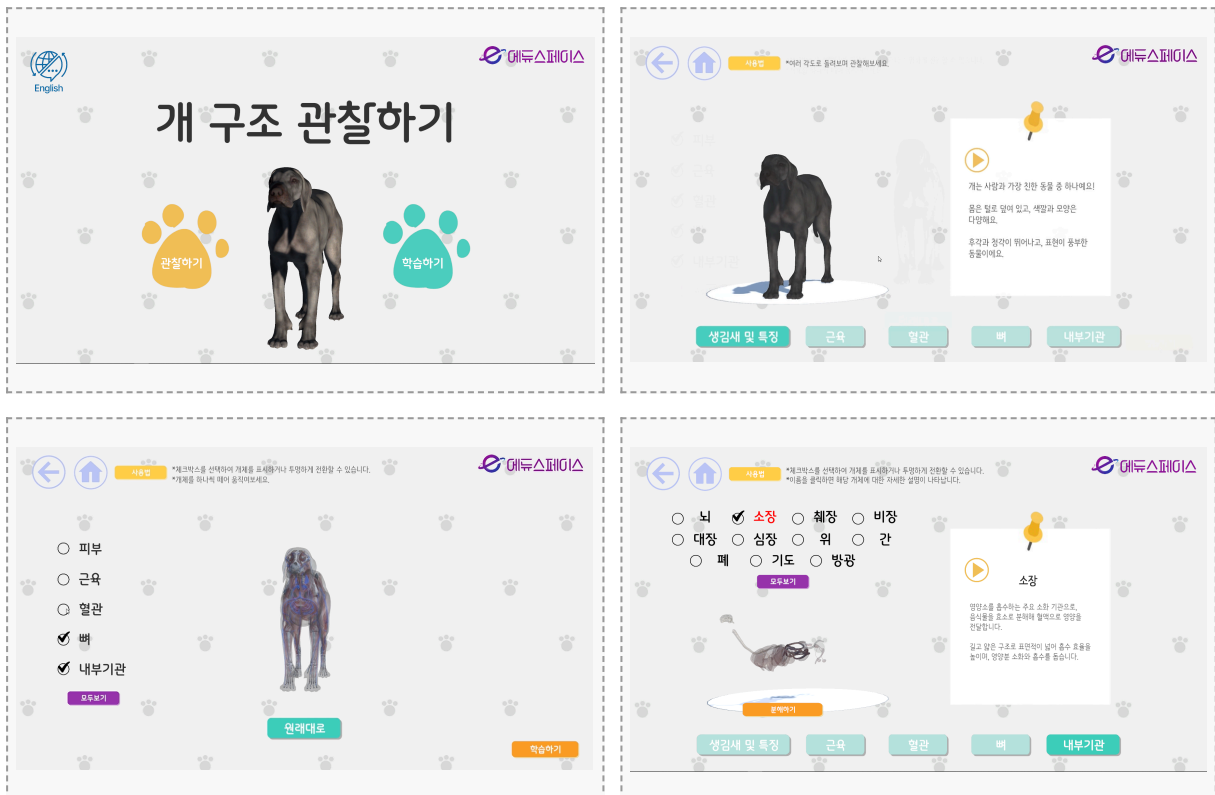 English
에듀스페이스
개 구조 관찰하기
관찰하기
학습하기
사용법
*여러 각도로 돌려보며 관찰해보세요.
에듀스페이스
개는 사람과 가장 친한 동물 중 하나예요!
몸은 털로 덮여 있고, 색깔과 모양은
다양해요.
후각과 청각이 뛰어나고, 표현이 풍부한
동물이에요.
생김새 및 특징
근육
혈관
뼈
내부기관
사용법
*체크박스를 선택하여 개체를 표시하거나 투명하게 전환할 수 있습니다.
*개체를 하나씩 떼어 움직여보세요.
에듀스페이스
피부
근육
혈관
뼈
내부기관
모두보기
원래대로
학습하기
사용법
*체크박스를 선택하여 개체를 표시하거나 투명하게 전환할 수 있습니다.
*이름을 클릭하면 해당 개체에 대한 자세한 설명이 나타납니다.
에듀스페이스
뇌 소장 췌장 비장
대장 심장 위 간
폐 기도 방광
모두보기
소장
영양소를 흡수하는 주요 소화 기관으로,
음식물을 효소로 분해해 혈액으로 영양을
전달합니다.
길고 얇은 구조로 표면적이 넓어 흡수 효율을
높이며, 영양분 소화와 흡수를 돕습니다.
분해하기
생김새 및 특징
근육
혈관
뼈
내부기관